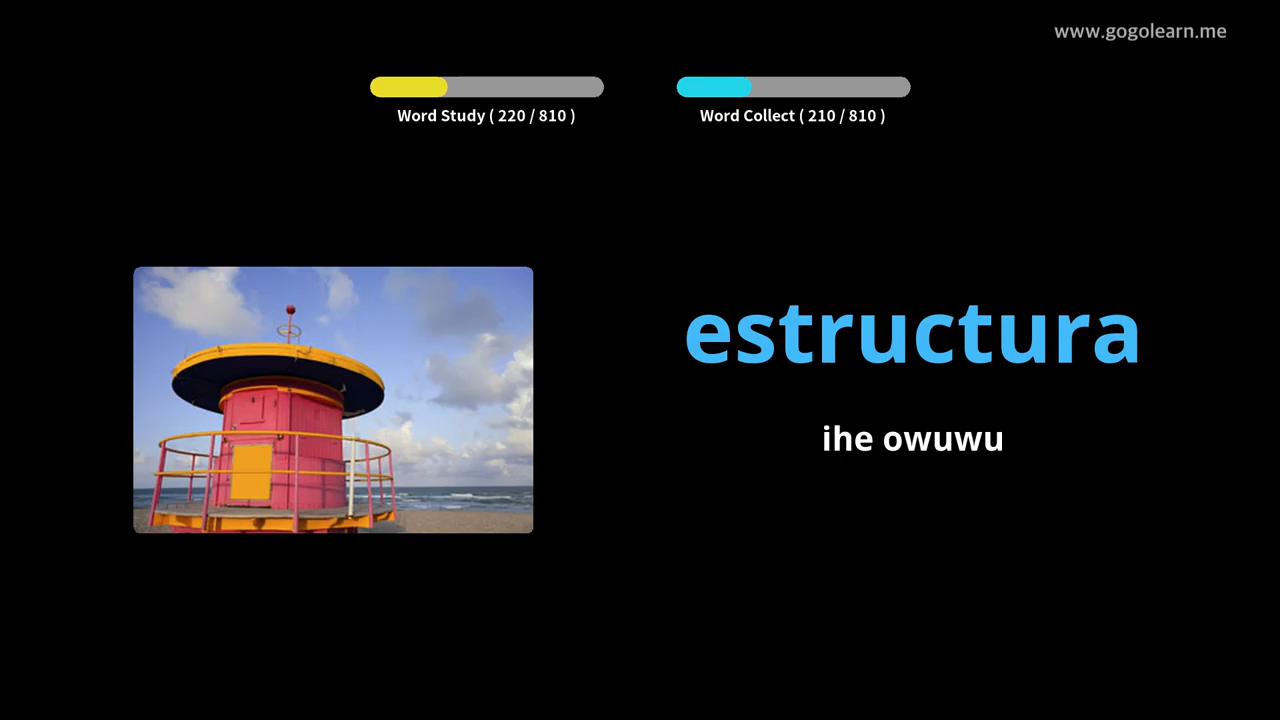 www.gogolearn.me
Word Study ( 220 / 810 )
Word Collect ( 210 / 810 )
estructura
ihe owuwu